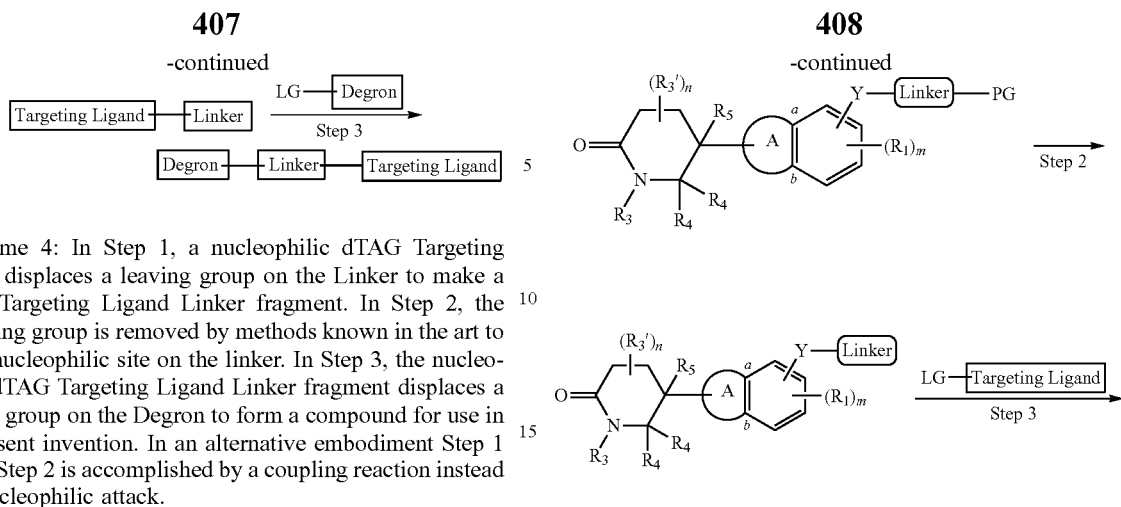 407
-continued
LG
Degron
Targeting Ligand
Linker
Step 3
Degron
Linker
Targeting Ligand
5
me 4: In Step 1, a nucleophilic dTAG Targeting
displaces a leaving group on the Linker to make a
Targeting Ligand Linker fragment. In Step 2, the
ng group is removed by methods known in the art to
nucleophilic site on the linker. In Step 3, the nucleo-
dTAG Targeting Ligand Linker fragment displaces a
group on the Degron to form a compound for use in
sent invention. In an alternative embodiment Step 1
Step 2 is accomplished by a coupling reaction instead
cleophilic attack.
10
15
408
-continued
(R3')n
Y
Linker
PG
R5
a
A
O
(R1)m
b
N
R4
R3
R4
Step 2
(R3')n
Y
Linker
R5
a
A
O
(R1)m
b
N
R4
R3
R4
LG
Targeting Ligand
Step 3